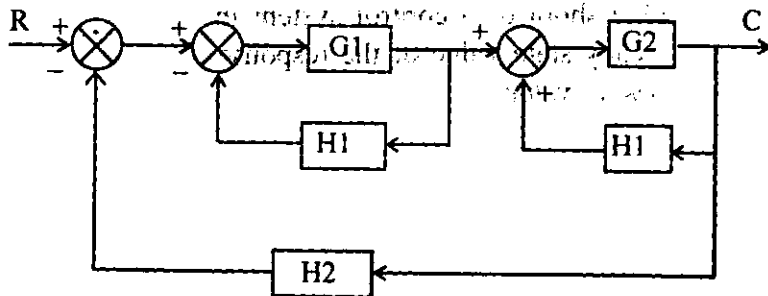 R + + G1 + G2 C
− − +
H1 H1
H2